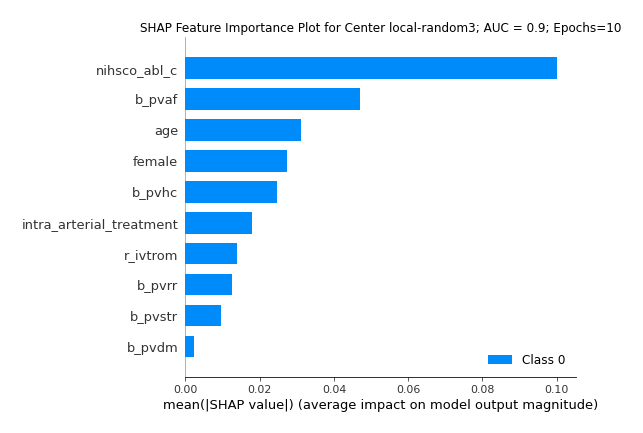 SHAP Feature Importance Plot for Center local-random3; AUC = 0.9; Epochs=10
nihsco_abl_c
b_pvaf
age
female
b_pvhc
intra_arterial_treatment
r_ivtrom
b_pvrr
b_pvstr
b_pvdm
Class 0
0.00 0.02 0.04 0.06 0.08 0.10
mean(|SHAP value|) (average impact on model output magnitude)